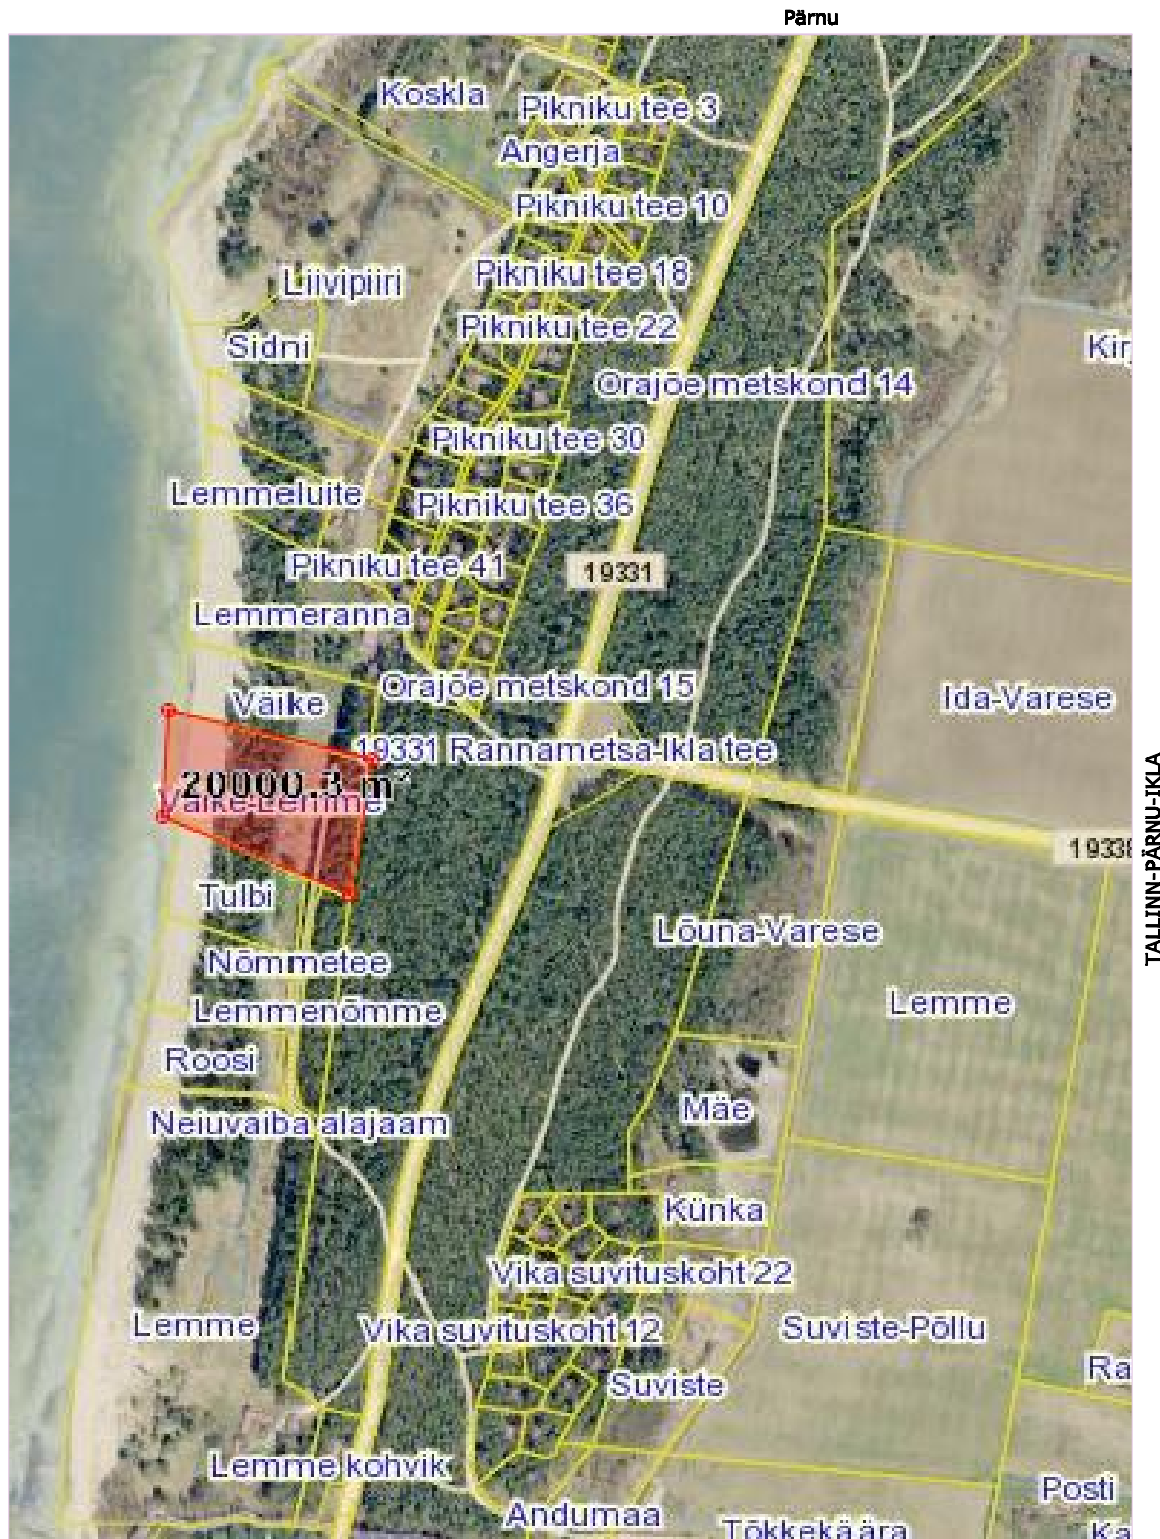 Pärnu
Koskla
Pikniku tee 3
Angerja
Pikniku tee 10
Pikniku tee 18
Liivipiiri
Pikniku tee 22
Sidni
Orajõe metskond 14
Pikniku tee 30
Lemmeluite
Pikniku tee 36
Pikniku tee 41
19331
Lemmeranna
Orajõe metskond 15
Väike
Ida-Varese
19331 Rannametsa-Ikla tee
20000.3 m²
Väike-Lemme
TALLINN-PÄRNU-IKLA
Tulbi
Lõuna-Varese
Nõmmetee
Lemmenõmme
Lemme
Roosi
Mäe
Neiuvaiba alajaam
Künka
Vika suvituskoht 22
Lemme
Vika suvituskoht 12
Suviste-Põllu
Ra
Suviste
Lemme kohvik
Posti
Andumaa
Tõkkekäära